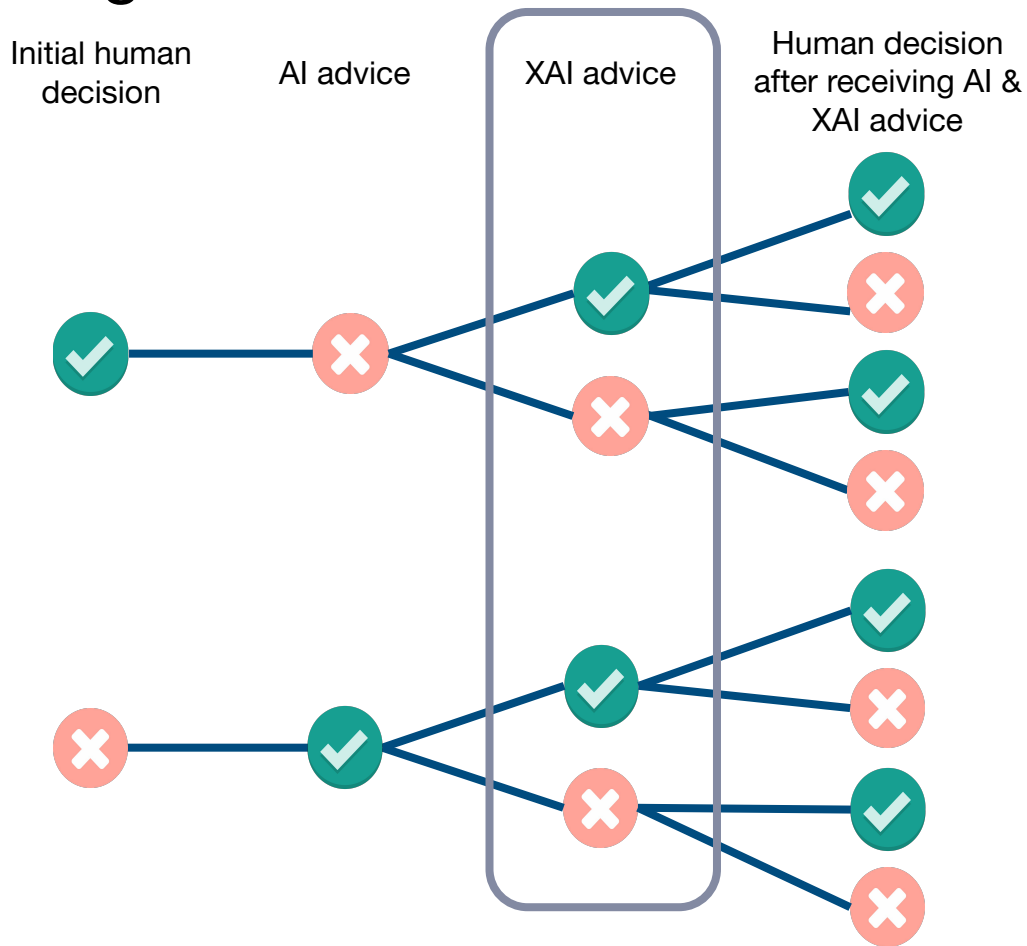 Initial human
decision
AI advice
XAI advice
Human decision
after receiving AI &
XAI advice